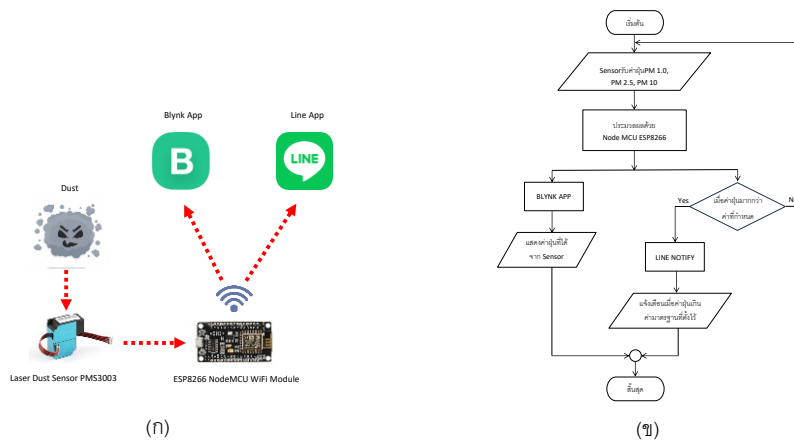 Blynk App
Line App
B
LINE
Dust
Laser Dust Sensor PMS3003
ESP8266 NodeMCU WiFi Module
(ก)
เริ่มต้น
Sensorรับค่าฝุ่นPM 1.0,
PM 2.5, PM 10
ประมวลผลด้วย
Node MCU ESP8266
BLYNK APP
Yes
เมื่อค่าฝุ่นมากกว่า
ค่าที่กำหนด
N
แสดงค่าฝุ่นที่ได้
จาก Sensor
LINE NOTIFY
แจ้งเตือนเมื่อค่าฝุ่นเกิน
ค่ามาตรฐานที่ตั้งไว้
สิ้นสุด
(ข)